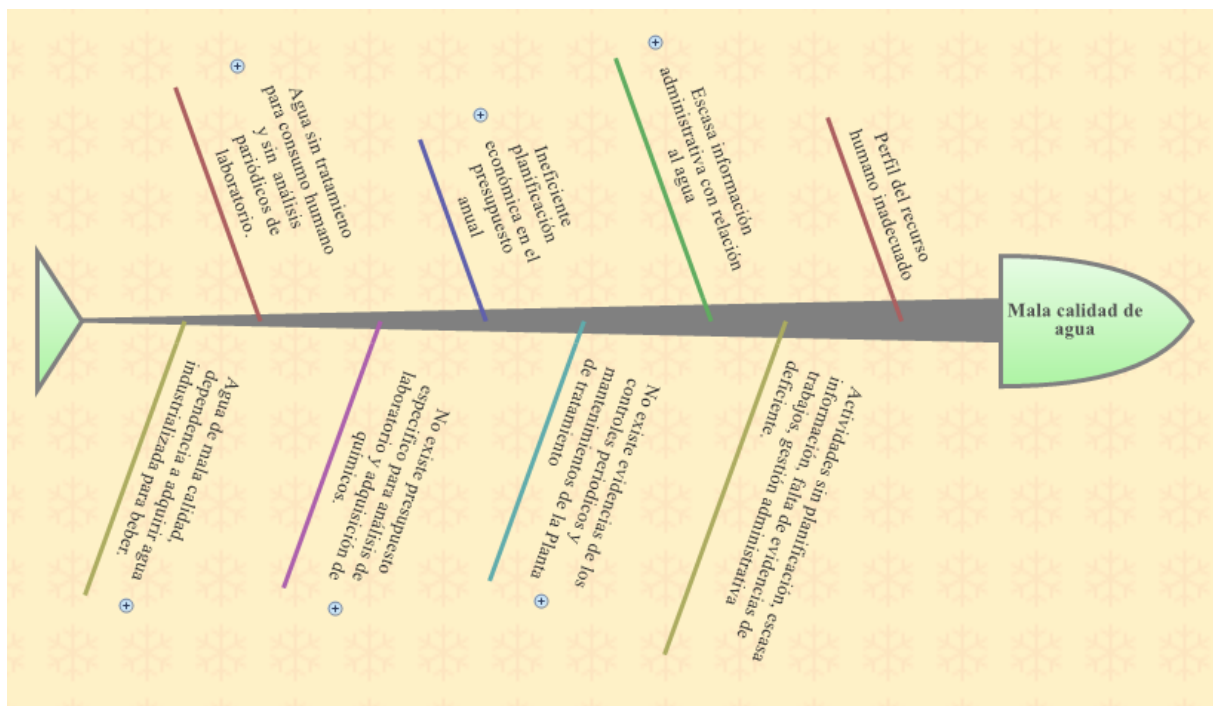 Agua sin tratamieno
para consumo humano
y sin análisis
pariódicos de
laboratorio.
Ineficiente
planificación
económica en el
presupuesto
anual
Escasa información
administrativa con relación
al agua
Perfil del recurso
humano inadecuado
Mala calidad de
agua
Agua de mala calidad,
dependencia a adquirir agua
industrializada para beber.
No existe presupuesto
específico para análisis de
laboratorio y adquisición de
químicos.
No existe evidencias de los
controles periódicos y
mantenimientos de la Planta
de tratamiento
Actividades sin planificación, escasa
información, falta de evidencias de
trabajos, gestión administrativa
deficiente.